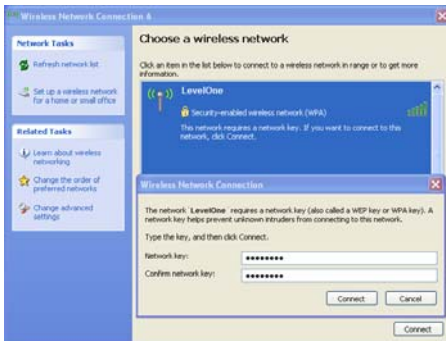 Wireless Network Connection 6
Network Tasks
Refresh network list
Set up a wireless network
for a home or small office
Related Tasks
Learn about wireless
networking
Change the order of
preferred networks
Change advanced
settings
Choose a wireless network
Click an item in the list below to connect to a wireless network in range or to get more
information.
LevelOne
Security-enabled wireless network (WPA)
This network requires a network key. If you want to connect to this
network, click Connect.
Wireless Network Connection
The network 'LevelOne' requires a network key (also called a WEP key or WPA key). A
network key helps prevent unknown intruders from connecting to this network.
Type the key, and then click Connect.
Network key: ••••••••
Confirm network key: ••••••••
Connect Cancel
Connect